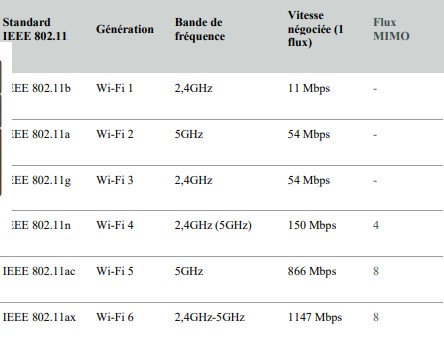 Standard IEEE 802.11 Génération Bande de fréquence Vitesse négociée (1 flux) Flux MIMO
EEE 802.11b Wi-Fi 1 2,4GHz 11 Mbps -
EEE 802.11a Wi-Fi 2 5GHz 54 Mbps -
EEE 802.11g Wi-Fi 3 2,4GHz 54 Mbps -
EEE 802.11n Wi-Fi 4 2,4GHz (5GHz) 150 Mbps 4
IEEE 802.11ac Wi-Fi 5 5GHz 866 Mbps 8
IEEE 802.11ax Wi-Fi 6 2,4GHz-5GHz 1147 Mbps 8